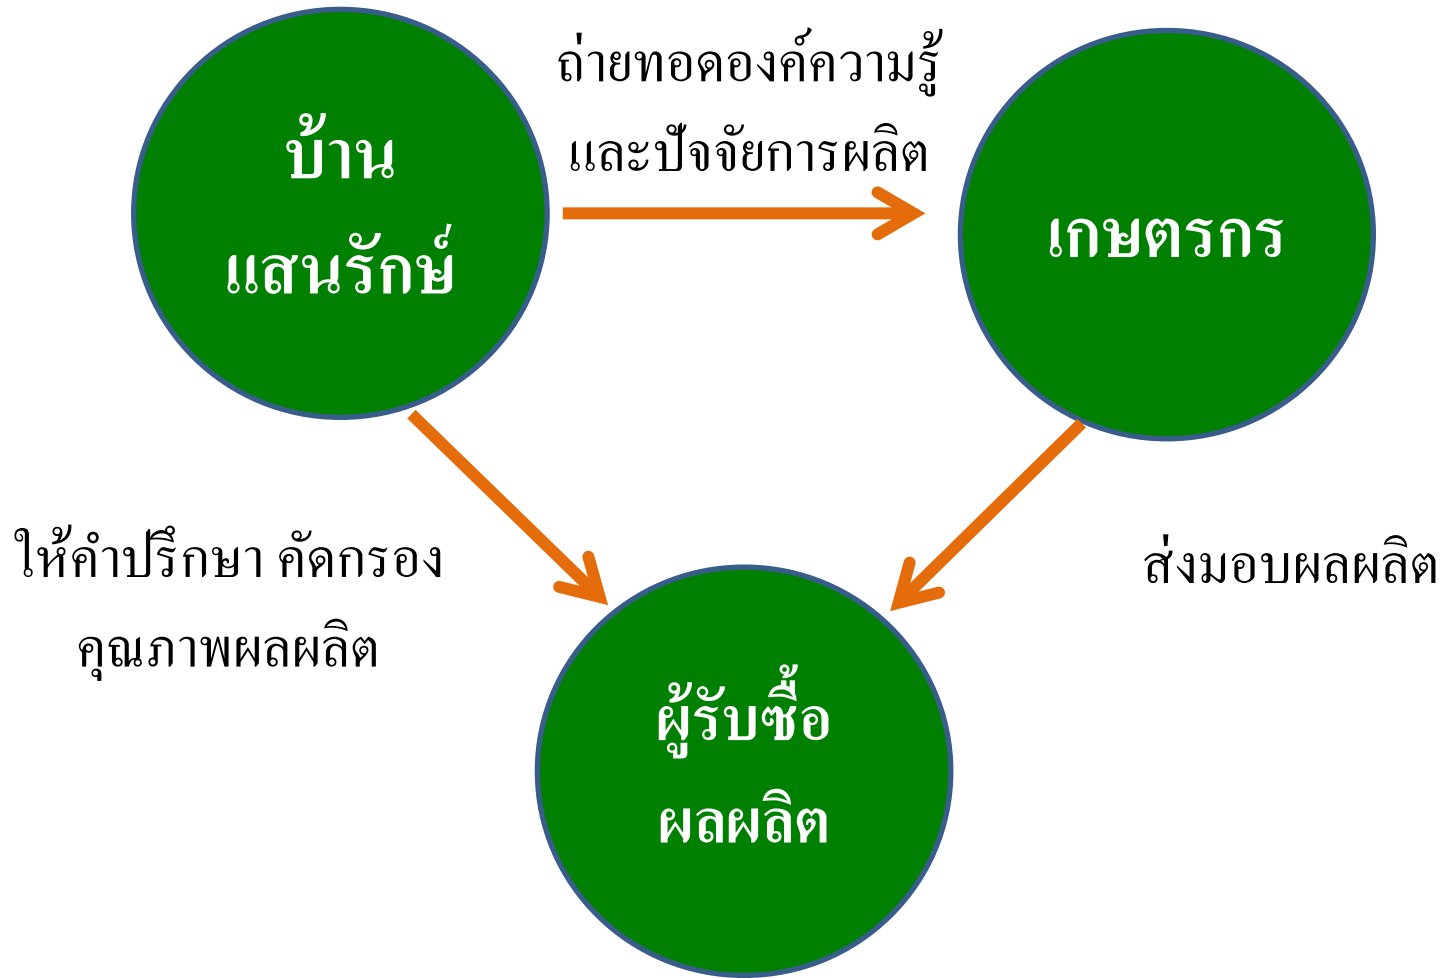 บ้าน
แสนรักษ์
ถ่ายทอดองค์ความรู้
และปัจจัยการผลิต
เกษตรกร
ให้คำปรึกษา คัดกรอง
คุณภาพผลผลิต
ส่งมอบผลผลิต
ผู้รับซื้อ
ผลผลิต